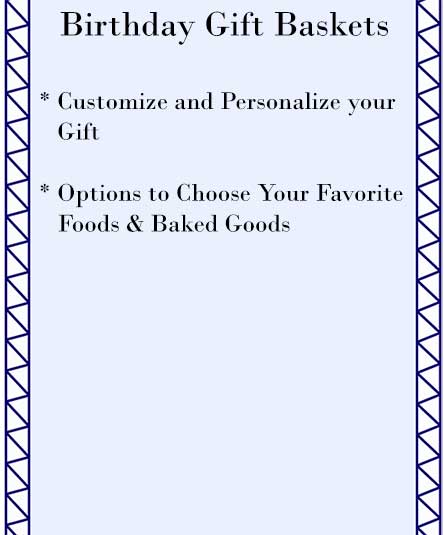 Birthday Gift Baskets
* Customize and Personalize your
Gift
* Options to Choose Your Favorite
Foods & Baked Goods